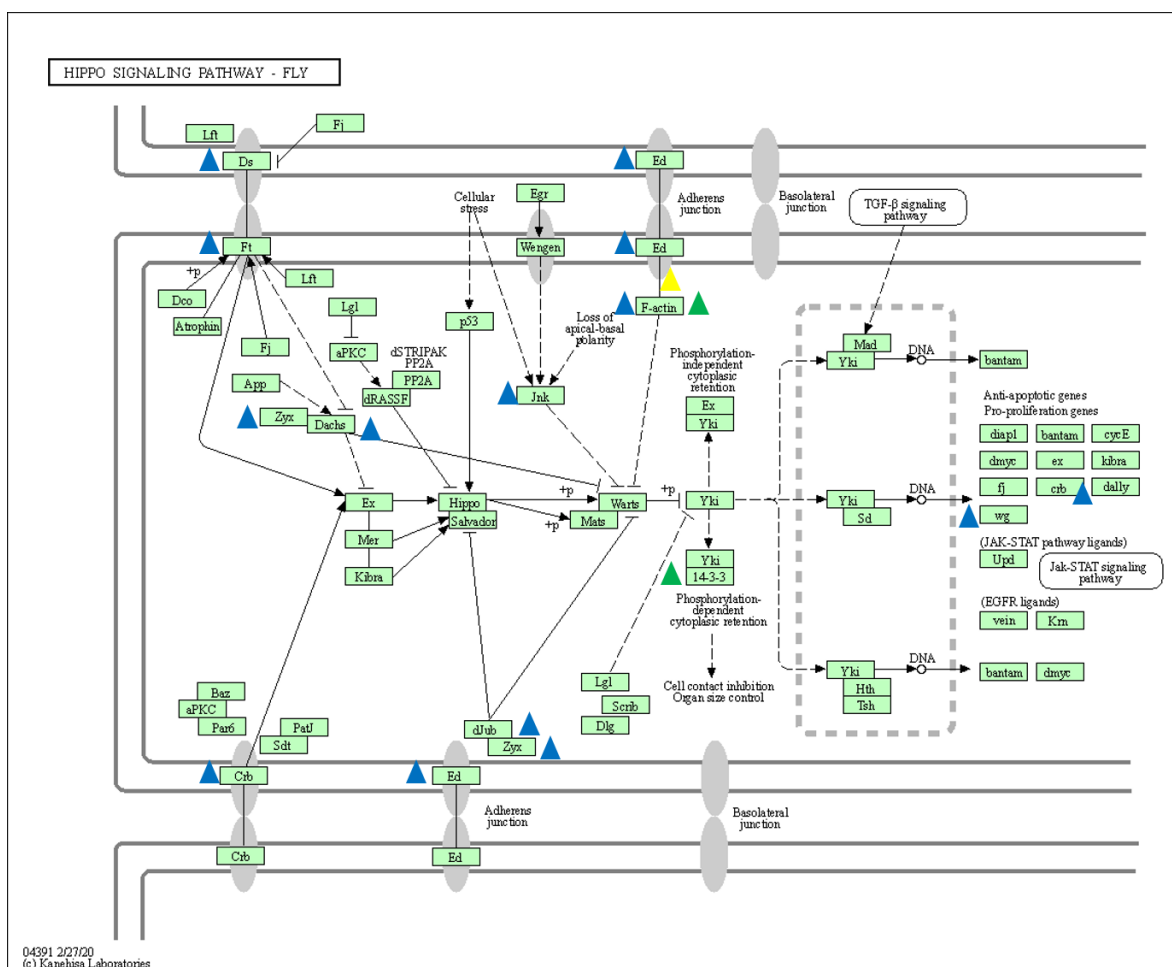 HIPPO SIGNALING PATHWAY - FLY
Lft
Fj
Ds
Ed
Cellular
stress
Egr
Adherens
junction
Basolateral
junction
TGF-β signaling
pathway
Ft
Wengen
Ed
+p
Lft
Dco
Atrophin
Lgl
F-actin
Fj
p53
Loss of
apical-basal
polarity
aPKC
dSTRIPAK
PP2A
PP2A
dRASSF
App
Zyx
Dachs
Jnk
Phosphorylation-
independent
cytoplasic
retention
Ex
Yki
Mad
Yki
DNA
bantam
Anti-apoptotic genes
Pro-proliferation genes
diap1 bantam cycE
dmyc ex kibra
fj crb dally
wg
Ex
Hippo
Salvador
+p
+p
Warts
Mats
+p
Yki
Yki
Sd
DNA
Mer
Kibra
Yki
14-3-3
(JAK-STAT pathway ligands)
Upd
Jak-STAT signaling
pathway
Phosphorylation-
dependent
cytoplasmic retention
(EGFR ligands)
vein Krn
Cell contact inhibition
Organ size control
Yki
Hth
Tsh
DNA
bantam dmyc
Lgl
Scrib
Dlg
Baz
aPKC
Par6
PatJ
Sdt
dJub
Zyx
Crb
Ed
Adherens
junction
Basolateral
junction
Crb
Ed
04391 2/27/20
(c) Kanehisa Laboratories